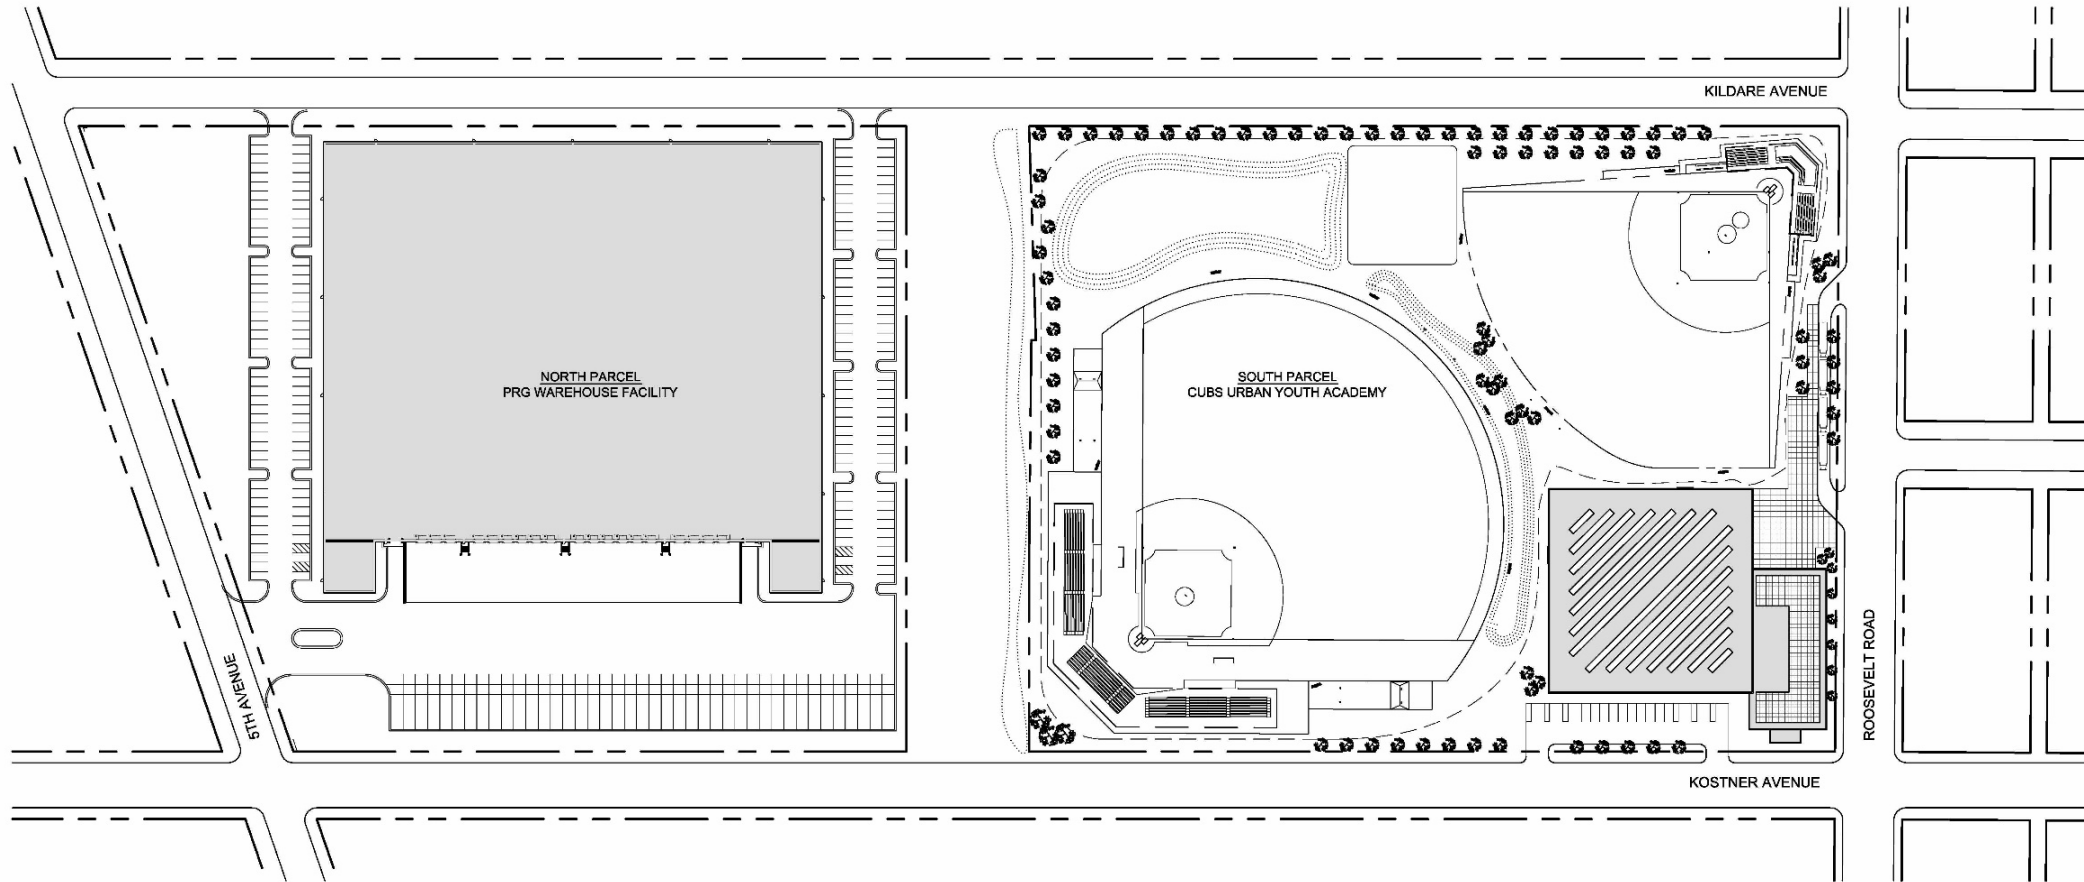 KILDARE AVENUE
NORTH PARCEL
PRG WAREHOUSE FACILITY
SOUTH PARCEL
CUBS URBAN YOUTH ACADEMY
5TH AVENUE
ROOSEVELT ROAD
KOSTNER AVENUE